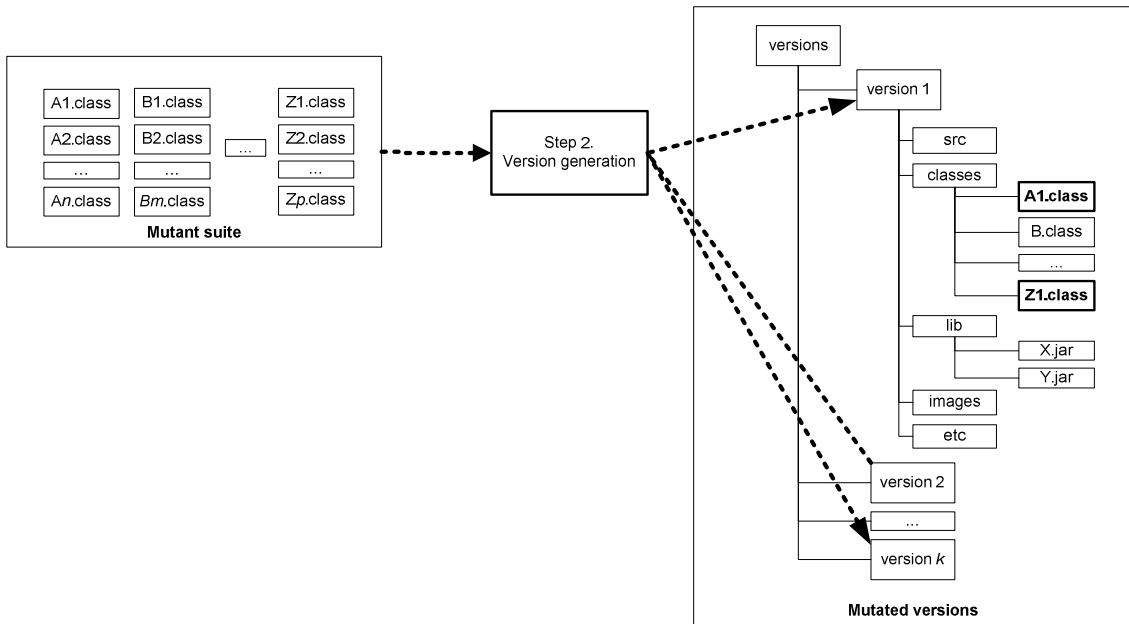 A1.class
A2.class
...
An.class
B1.class
B2.class
...
Bm.class
...
Z1.class
Z2.class
...
Zp.class
Mutant suite
Step 2.
Version generation
versions
version 1
src
classes
A1.class
B.class
...
Z1.class
lib
X.jar
Y.jar
images
etc
version 2
...
version k
Mutated versions